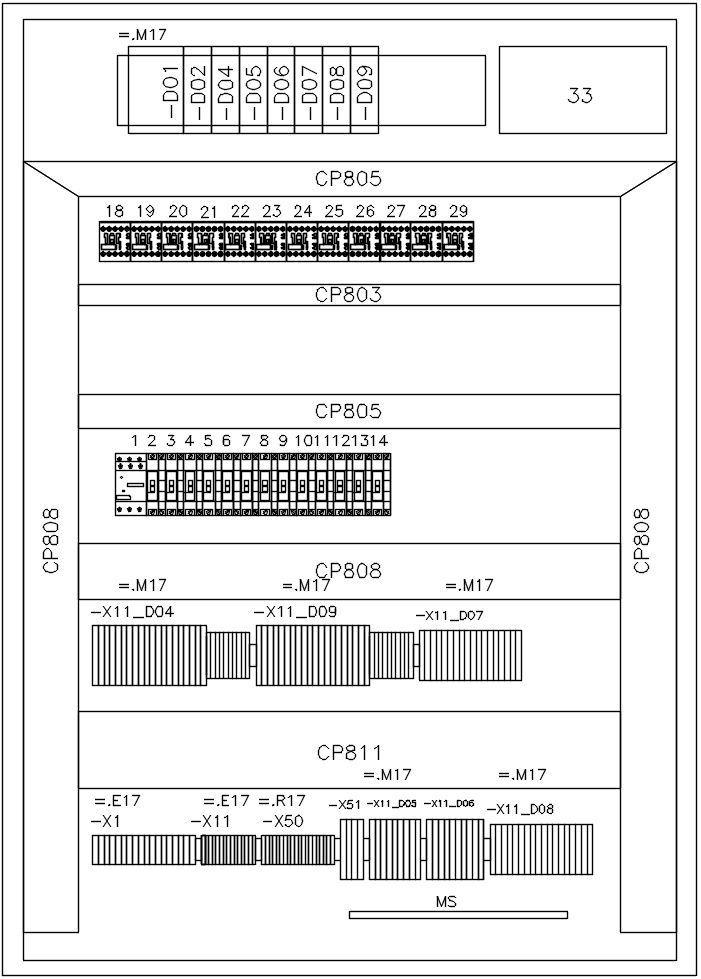 =.M17
-D01 -D02 -D04 -D05 -D06 -D07 -D08 -D09
33
CP805
18 19 20 21 22 23 24 25 26 27 28 29
CP803
CP805
1 2 3 4 5 6 7 8 9 10 11 12 13 14
CP808
CP808
CP808
=.M17 =.M17 =.M17
-X11_D04 -X11_D09 -X11_D07
CP811
=.M17 =.M17
=.E17 =.E17 =.R17
-X51 -X11_D05 -X11_D06 -X11_D08
-X1 -X11 -X50
MS